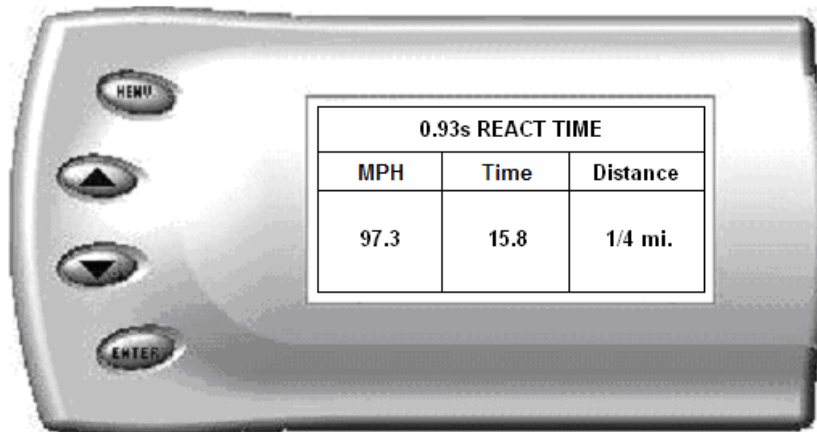 MENU
0.93s REACT TIME
MPH Time Distance
97.3 15.8 1/4 mi.
ENTER